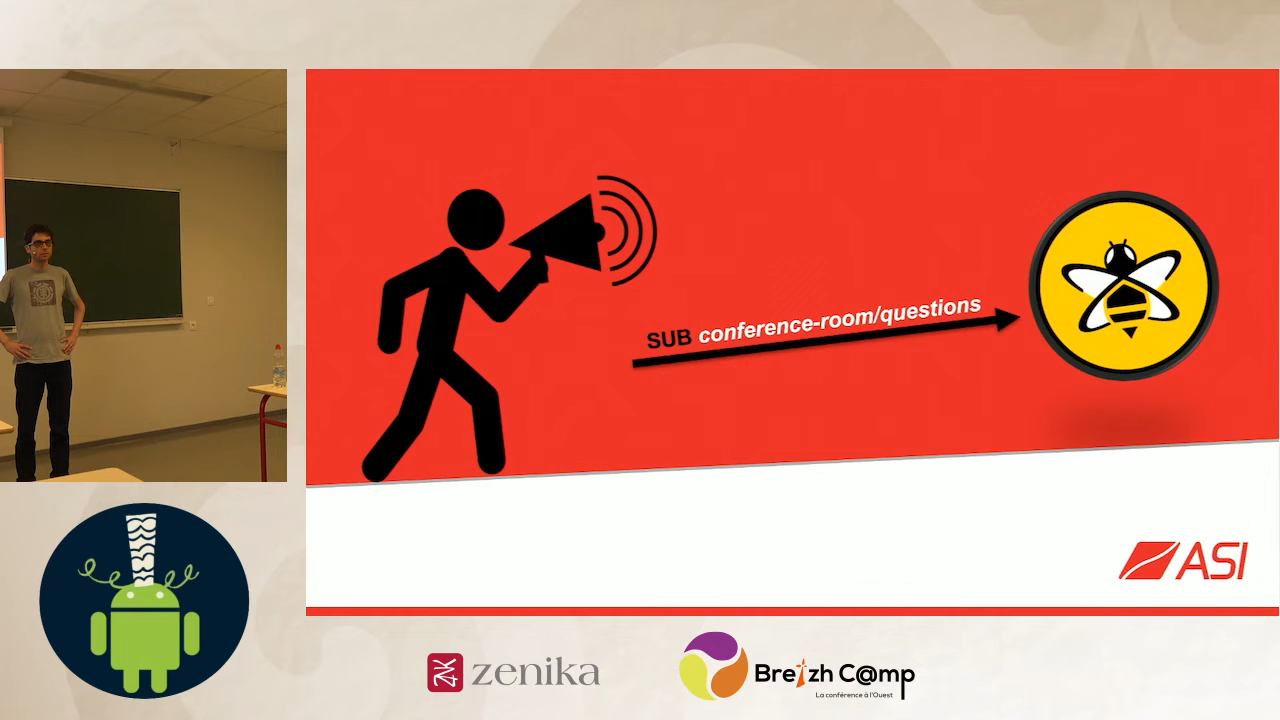 SUB conference-room/questions
ASI
zenika
Breizh C@mp
La conférence à l'Ouest